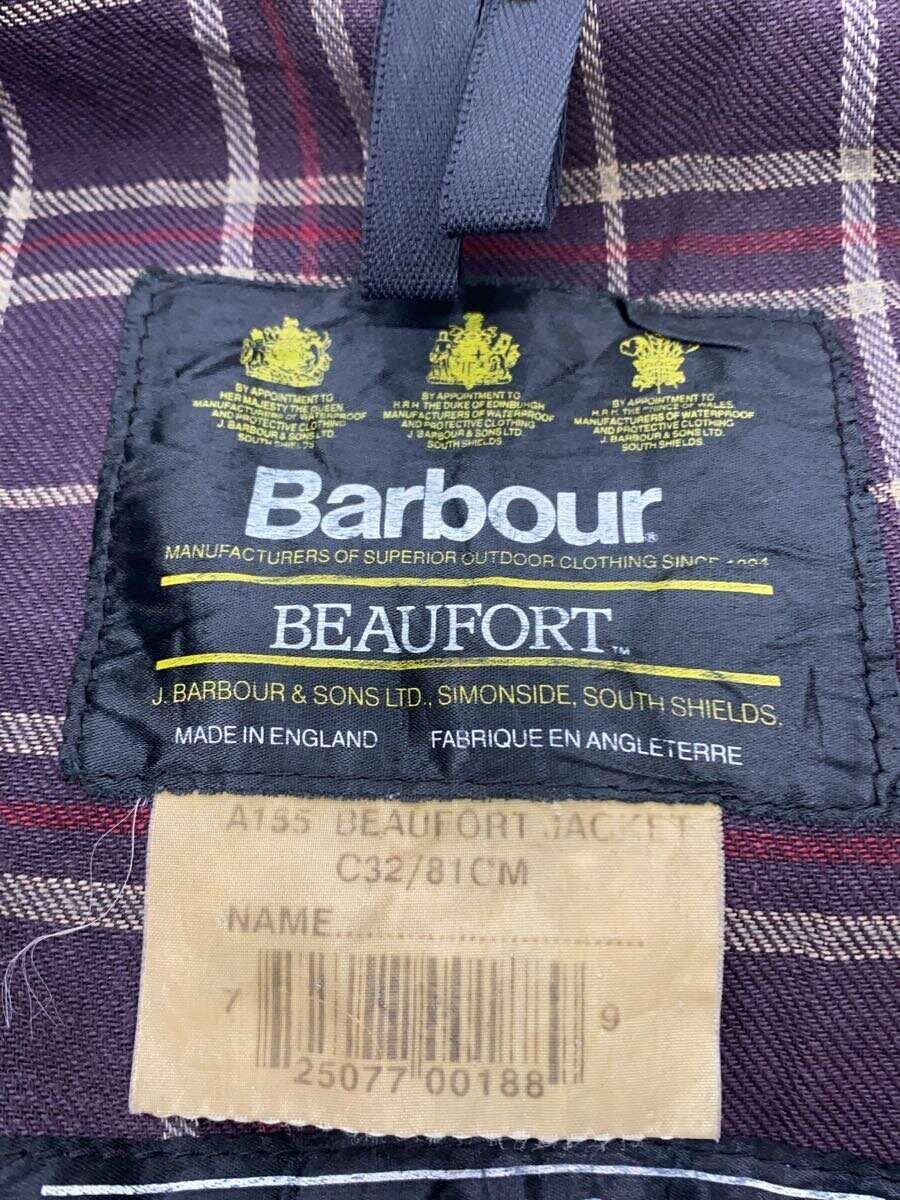 BY APPOINTMENT TO
HER MAJESTY THE QUEEN
MANUFACTURERS OF WATERPROOF
AND PROTECTIVE CLOTHING
J. BARBOUR & SONS LTD.
SOUTH SHIELDS
BY APPOINTMENT TO
H.R.H. THE DUKE OF EDINBURGH
MANUFACTURERS OF WATERPROOF
AND PROTECTIVE CLOTHING
J. BARBOUR & SONS LTD.
SOUTH SHIELDS
BY APPOINTMENT TO
H.R.H. THE
MANUFACTURERS OF WATERPROOF
AND PROTECTIVE CLOTHING
J. BARBOUR & SONS LTD.
SOUTH SHIELDS
Barbour®
MANUFACTURERS OF SUPERIOR OUTDOOR CLOTHING SINCE
BEAUFORT™
J. BARBOUR & SONS LTD., SIMONSIDE, SOUTH SHIELDS.
MADE IN ENGLAND FABRIQUE EN ANGLETERRE
A155 BEAUFORT JACKET
C32/81CM
NAME..............................
7 25077 00188 9